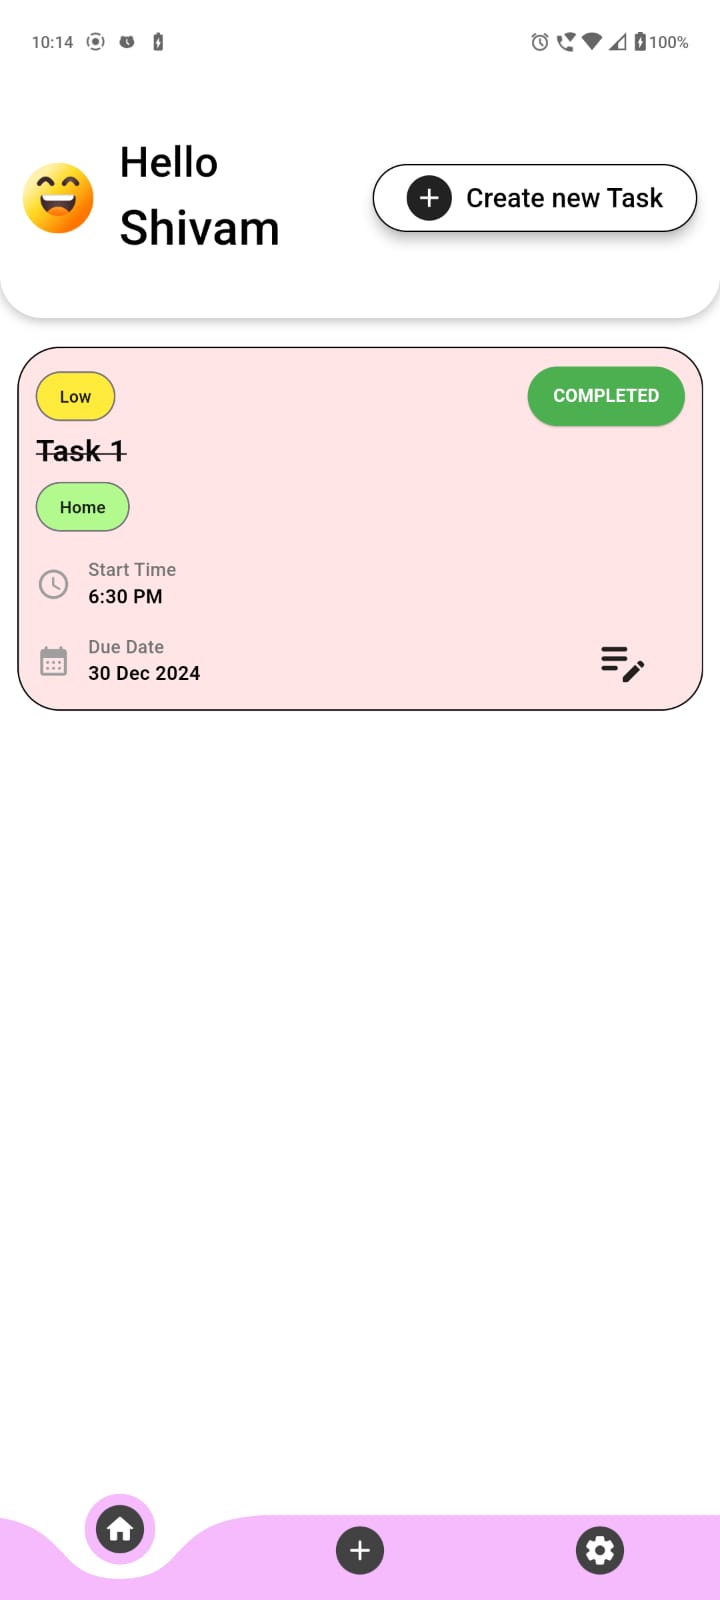 10:14
100%
Hello
Shivam
Create new Task
Low
COMPLETED
Task 1
Home
Start Time
6:30 PM
Due Date
30 Dec 2024